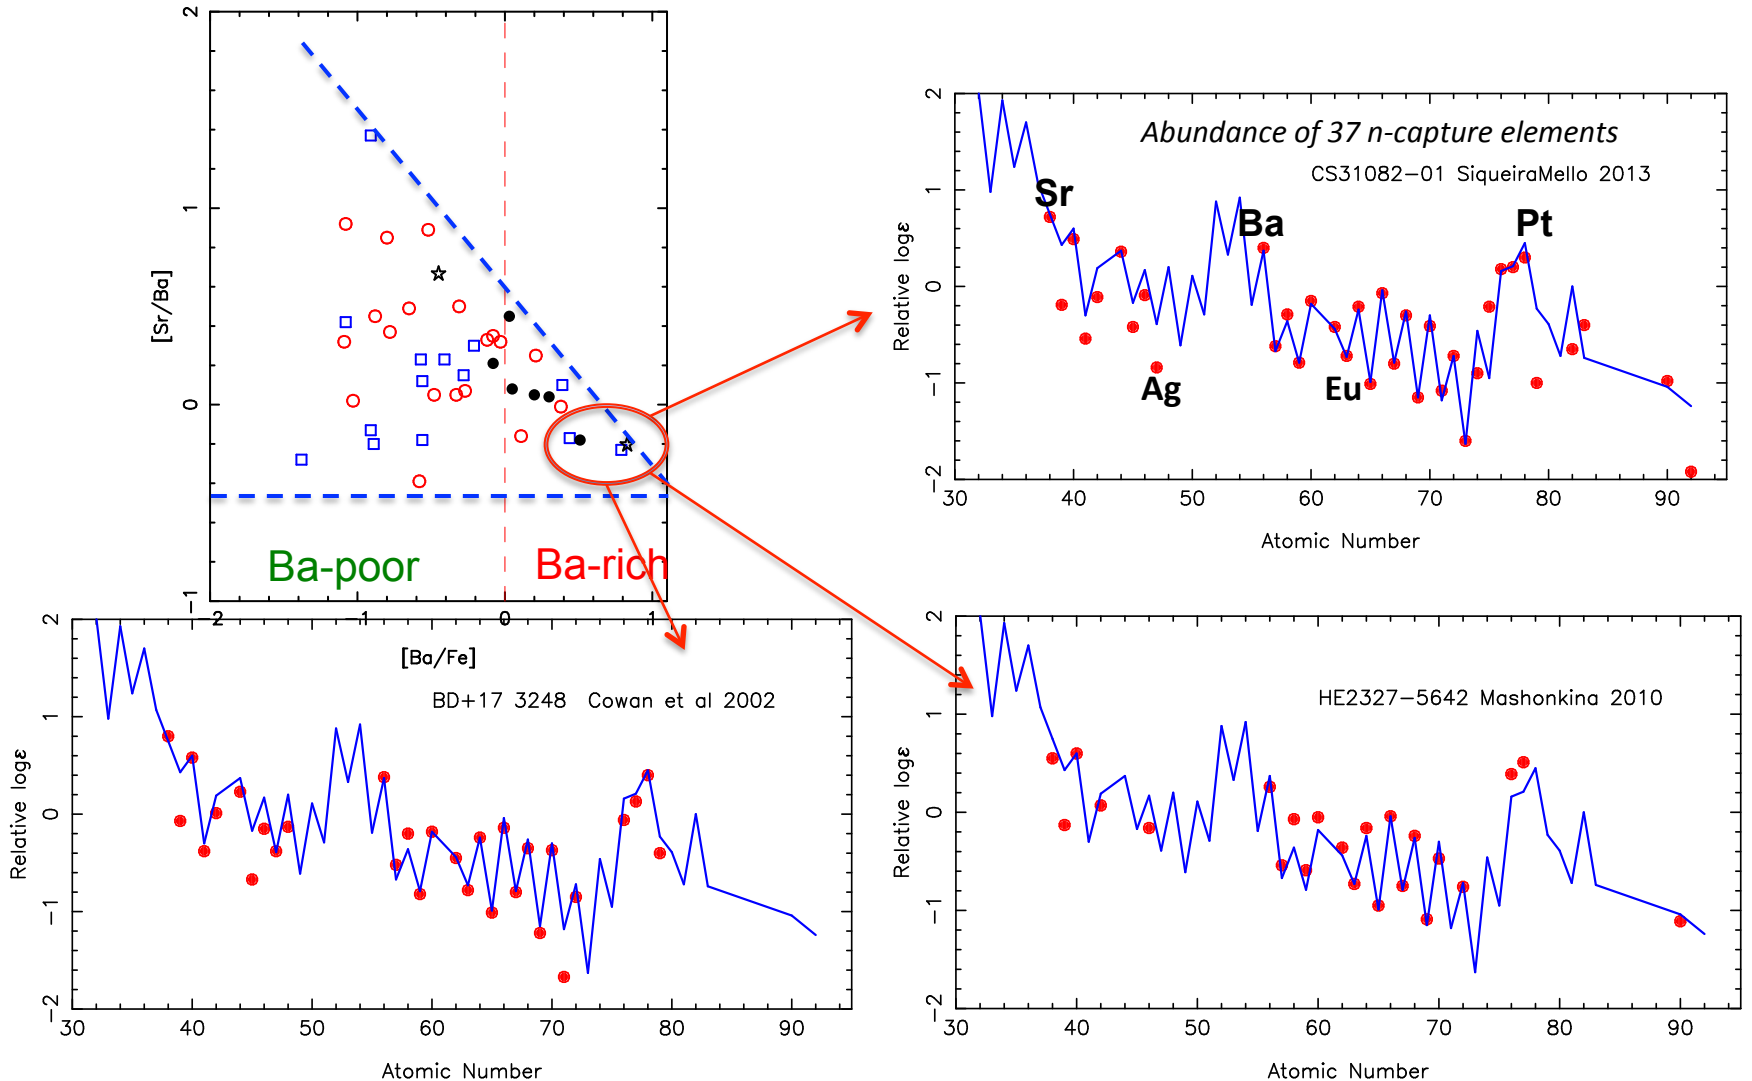 2
1
0
−1
[Sr/Ba]
Ba-poor
Ba-rich
−2
−1
0
1
[Ba/Fe]
2
1
0
−1
−2
Relative logε
Abundance of 37 n-capture elements
CS31082−01 SiqueiraMello 2013
Sr
Ba
Pt
Ag
Eu
30
40
50
60
70
80
90
Atomic Number
2
1
0
−1
−2
Relative logε
BD+17 3248 Cowan et al 2002
30
40
50
60
70
80
90
Atomic Number
2
1
0
−1
−2
Relative logε
HE2327−5642 Mashonkina 2010
30
40
50
60
70
80
90
Atomic Number